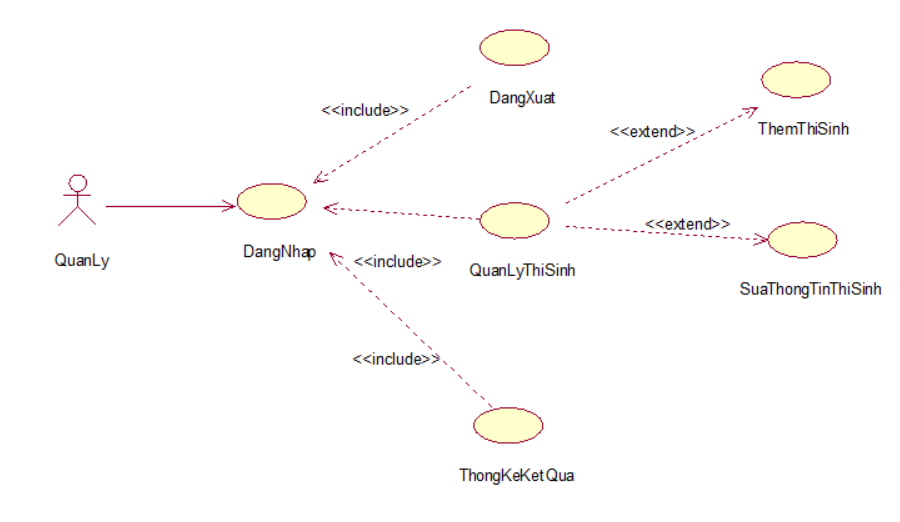 DangXuat
<<include>>
ThemThiSinh
<<extend>>
QuanLy
DangNhap
<<include>>
QuanLyThiSinh
<<extend>>
SuaThongTinThiSinh
<<include>>
ThongKeKetQua